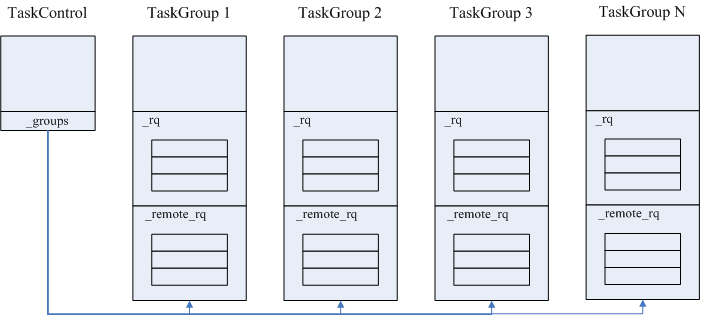 TaskControl
TaskGroup 1
TaskGroup 2
TaskGroup 3
TaskGroup N
_groups
_rq
_rq
_rq
_rq
_remote_rq
_remote_rq
_remote_rq
_remote_rq